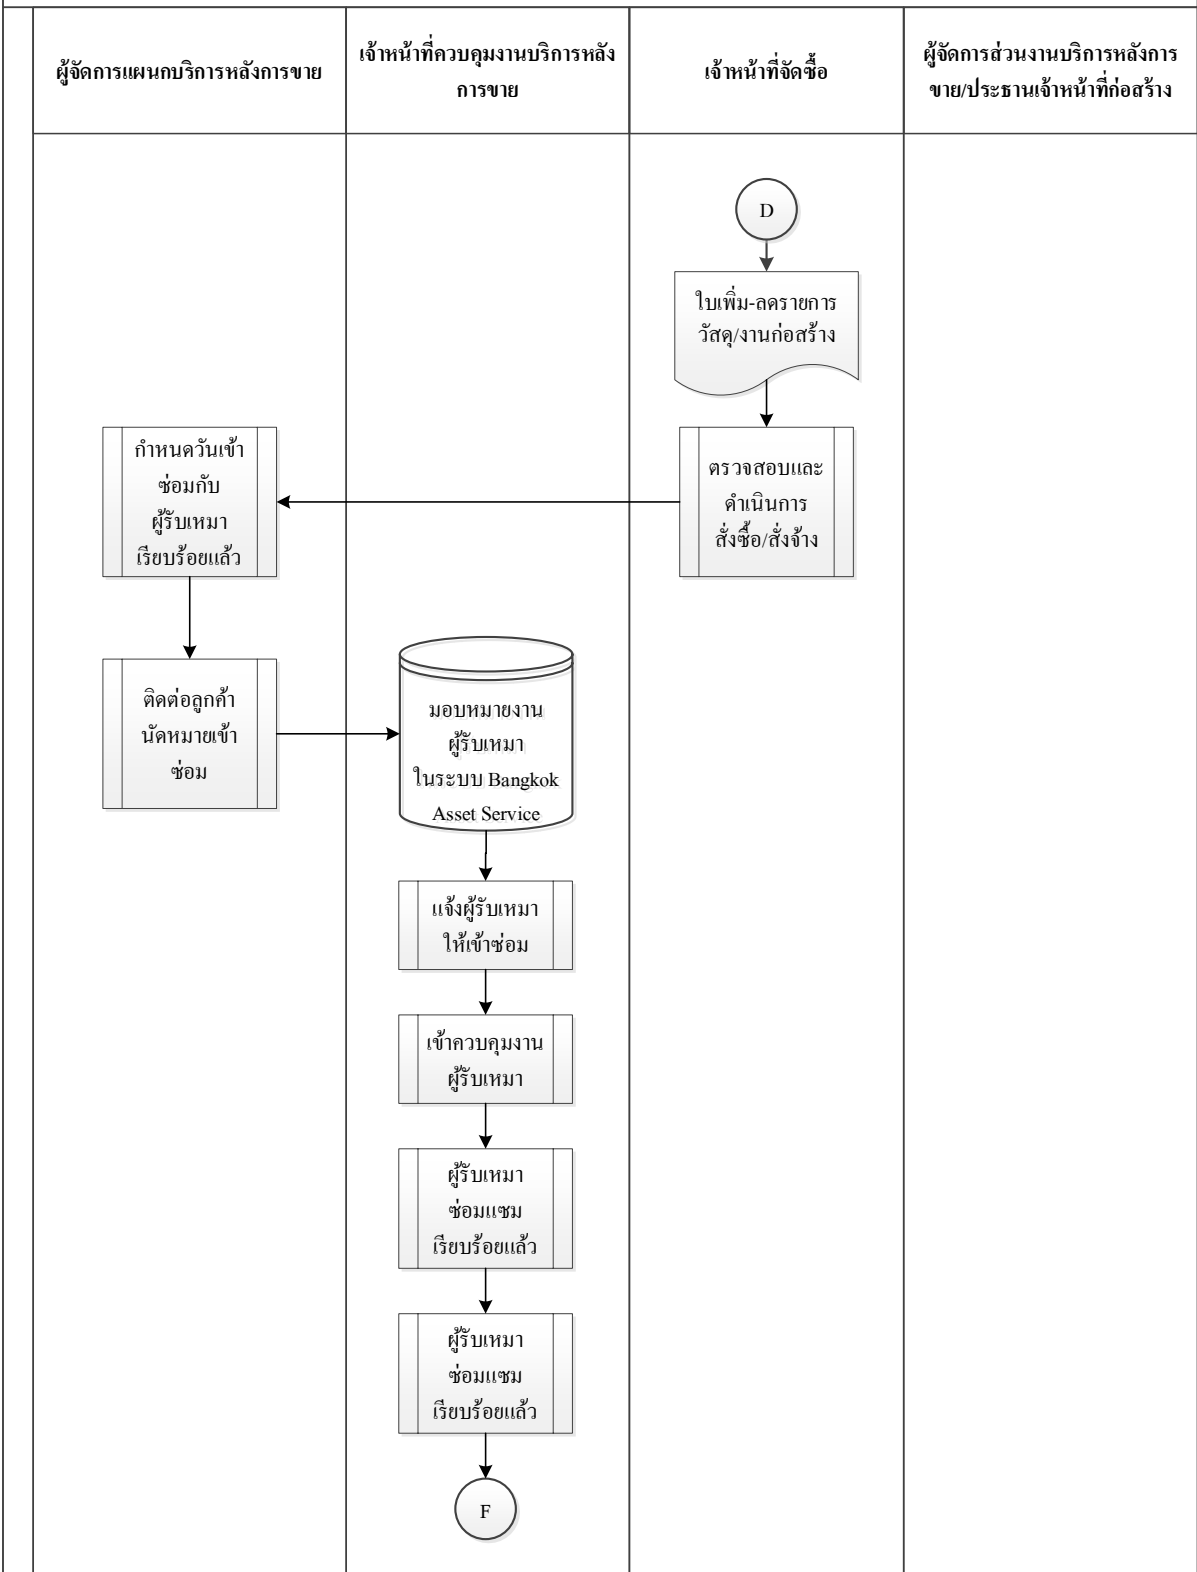 ผู้จัดการแผนกบริการหลังการขาย
เจ้าหน้าที่ควบคุมงานบริการหลัง
การขาย
เจ้าหน้าที่จัดซื้อ
ผู้จัดการส่วนงานบริการหลังการ
ขาย/ประธานเจ้าหน้าที่ก่อสร้าง
D
ใบเพิ่ม-ลดรายการ
วัสดุ/งานก่อสร้าง
ตรวจสอบและ
ดำเนินการ
สั่งซื้อ/สั่งจ้าง
กำหนดวันเข้า
ซ่อมกับ
ผู้รับเหมา
เรียบร้อยแล้ว
ติดต่อลูกค้า
นัดหมายเข้า
ซ่อม
มอบหมายงาน
ผู้รับเหมา
ในระบบ Bangkok
Asset Service
แจ้งผู้รับเหมา
ให้เข้าซ่อม
เข้าควบคุมงาน
ผู้รับเหมา
ผู้รับเหมา
ซ่อมแซม
เรียบร้อยแล้ว
ผู้รับเหมา
ซ่อมแซม
เรียบร้อยแล้ว
F